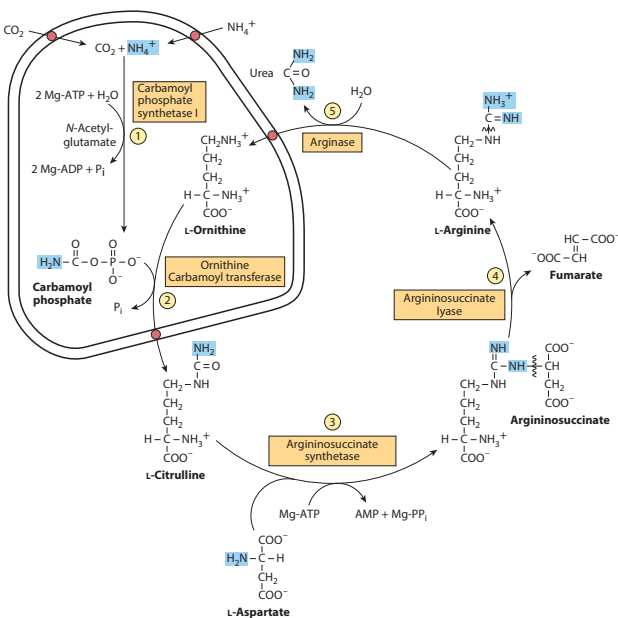 CO₂
NH₄⁺
CO₂ + NH₄⁺
2 Mg-ATP + H₂O
Carbamoyl
phosphate
synthetase I
N-Acetyl-
glutamate
1
2 Mg-ADP + Pᵢ
O O
H₂N – C – O – P – O⁻
O⁻
Carbamoyl
phosphate
Pᵢ
2
Ornithine
Carbamoyl transferase
CH₂NH₃⁺
CH₂
CH₂
H – C – NH₃⁺
COO⁻
L-Ornithine
NH₂
Urea C = O
NH₂
5
H₂O
Arginase
NH₃⁺
C = NH
CH₂ – NH
CH₂
CH₂
H – C – NH₃⁺
COO⁻
L-Arginine
HC – COO⁻
⁻OOC – CH
Fumarate
4
Argininosuccinate
lyase
NH
C – NH
CH₂ – NH
CH₂
CH₂
H – C – NH₃⁺
COO⁻
COO⁻
CH
CH₂
COO⁻
Argininosuccinate
NH₂
C = O
CH₂ – NH
CH₂
CH₂
H – C – NH₃⁺
COO⁻
L-Citrulline
3
Argininosuccinate
synthetase
Mg-ATP
AMP + Mg-PPᵢ
COO⁻
H₂N – C – H
CH₂
COO⁻
L-Aspartate